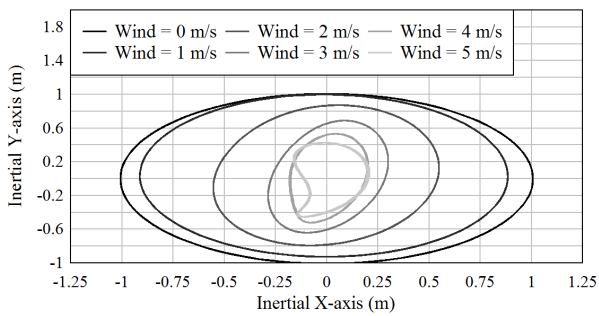 1.8
1.4
1
0.6
0.2
-0.2
-0.6
-1
Inertial Y-axis (m)
Wind = 0 m/s Wind = 2 m/s Wind = 4 m/s
Wind = 1 m/s Wind = 3 m/s Wind = 5 m/s
-1.25 -1 -0.75 -0.5 -0.25 0 0.25 0.5 0.75 1 1.25
Inertial X-axis (m)